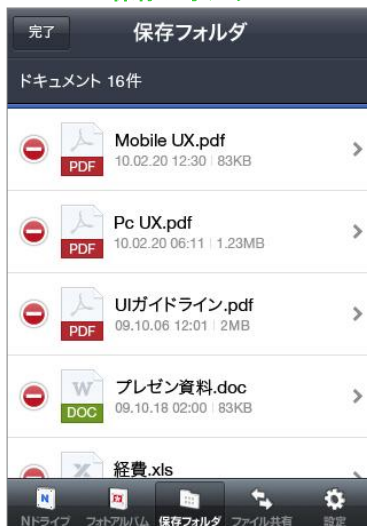 完了
保存フォルダ
ドキュメント 16件
Mobile UX.pdf
10.02.20 12:30 | 83KB
PDF
Pc UX.pdf
10.02.20 06:11 | 1.23MB
PDF
UIガイドライン.pdf
09.10.06 12:01 | 2MB
PDF
W
プレゼン資料.doc
09.10.18 02:00 | 83KB
DOC
X
経費.xls
N
Nドライブ フォトアルバム 保存フォルダ ファイル共有 設定